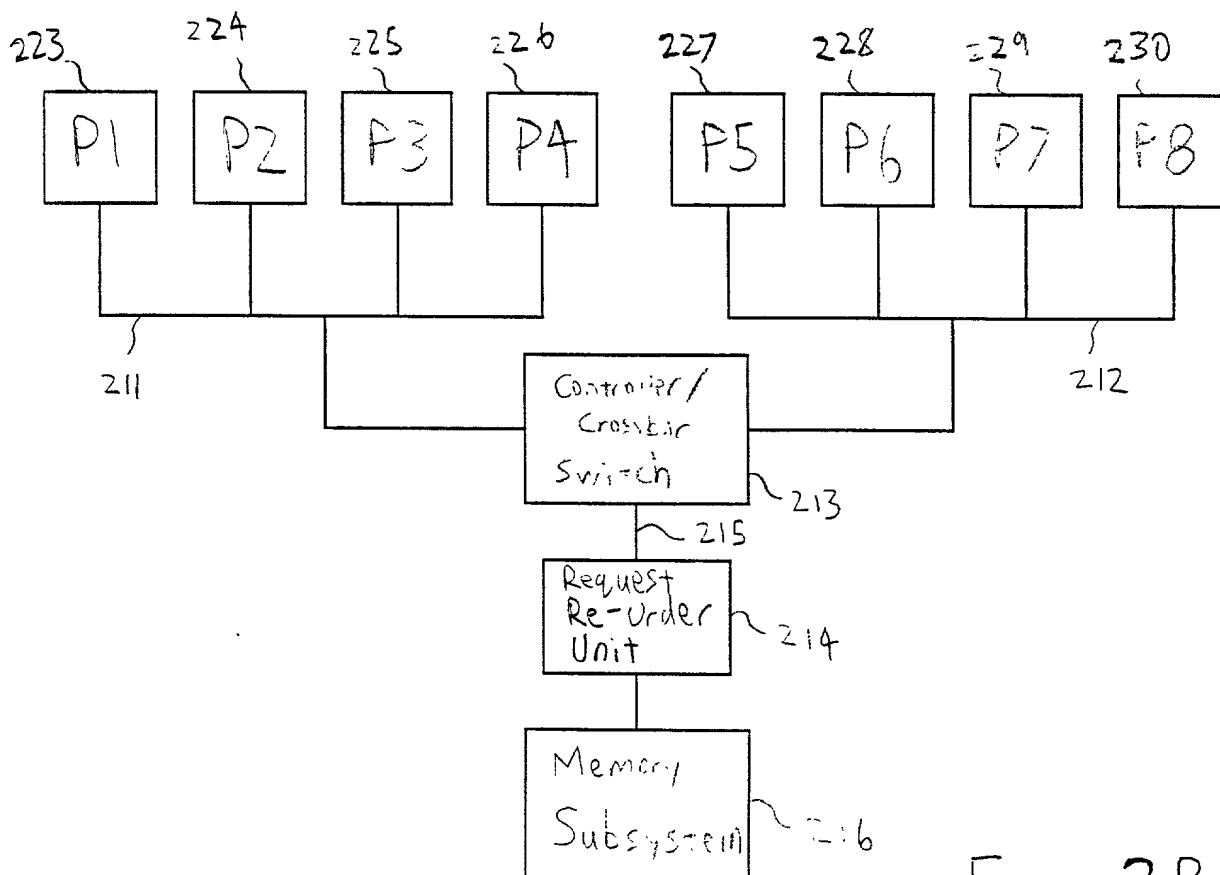 223 224 225 226 227 228 229 230
P1 P2 P3 P4 P5 P6 P7 P8
211
212
Controller/
Crossbar
Switch
213
215
Request
Re-Order
Unit
214
Memory
Subsystem
216